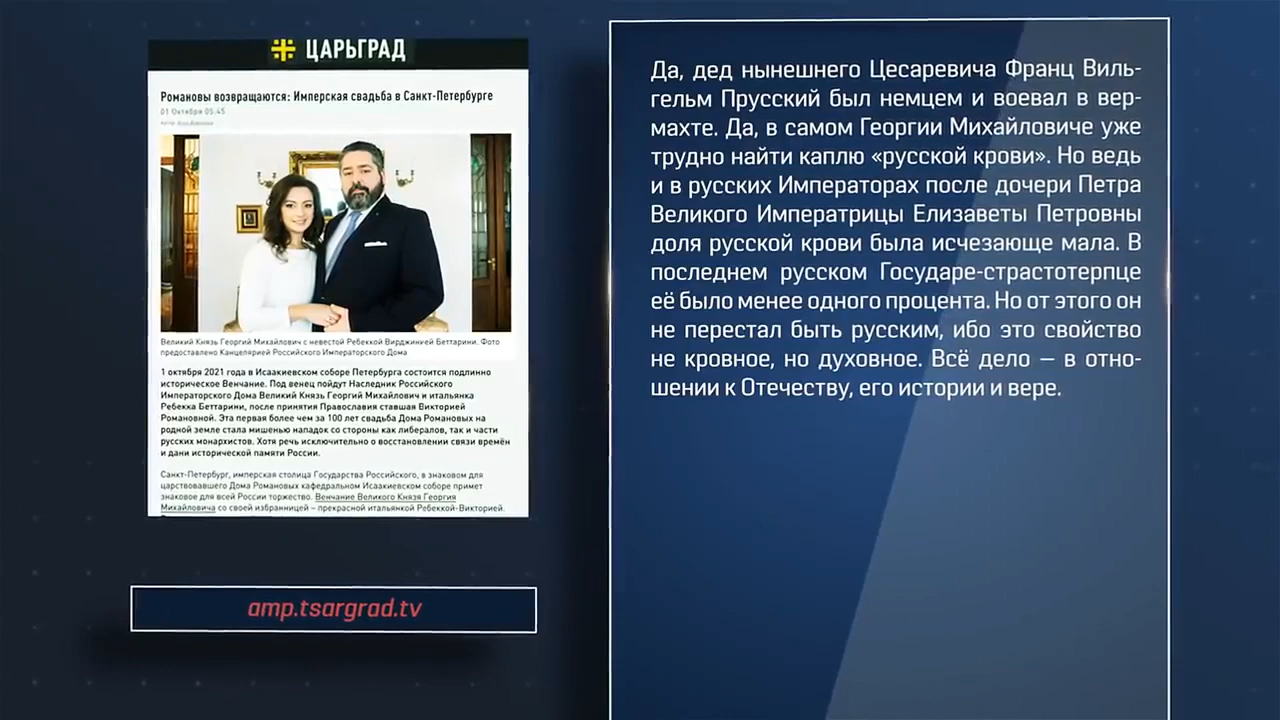 ЦАРЬГРАД
Романовы возвращаются: Имперская свадьба в Санкт-Петербурге
01 Октября 05:45
Великий Князь Георгий Михайлович с невестой Ребеккой Вирджинией Беттарини. Фото
предоставлено Канцелярией Российского Императорского Дома
1 октября 2021 года в Исаакиевском соборе Петербурга состоится подлинно
историческое Венчание. Под венец пойдут Наследник Российского
Императорского Дома Великий Князь Георгий Михайлович и итальянка
Ребекка Беттарини, после принятия Православия ставшая Викторией
Романовной. Эта первая более чем за 100 лет свадьба Дома Романовых на
родной земле стала мишенью нападок со стороны как либералов, так и части
русских монархистов. Хотя речь исключительно о восстановлении связи времён
и дани исторической памяти России.
Санкт-Петербург, имперская столица Государства Российского, в знаковом для
царствовавшего Дома Романовых кафедральном Исаакиевском соборе примет
знаковое для всей России торжество. Венчание Великого Князя Георгия
Михайловича со своей избранницей – прекрасной итальянкой Ребеккой-Викторией.
amp.tsargrad.tv
Да, дед нынешнего Цесаревича Франц Виль-
гельм Прусский был немцем и воевал в вер-
махте. Да, в самом Георгии Михайловиче уже
трудно найти каплю «русской крови». Но ведь
и в русских Императорах после дочери Петра
Великого Императрицы Елизаветы Петровны
доля русской крови была исчезающе мала. В
последнем русском Государе-страстотерпце
её было менее одного процента. Но от этого он
не перестал быть русским, ибо это свойство
не кровное, но духовное. Всё дело – в отно-
шении к Отечеству, его истории и вере.